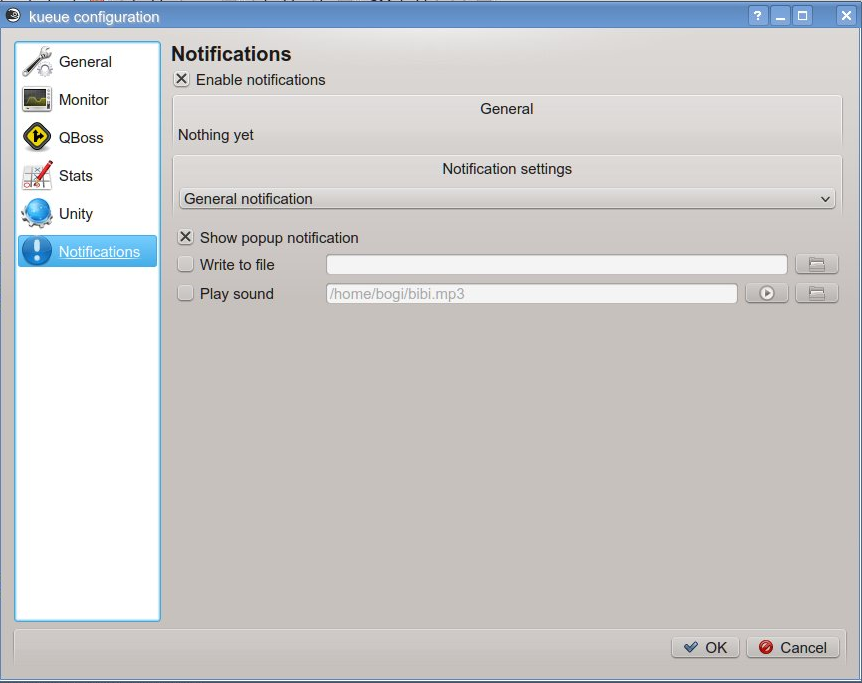 kueue configuration
General
Monitor
QBoss
Stats
Unity
Notifications
Notifications
Enable notifications
General
Nothing yet
Notification settings
General notification
Show popup notification
Write to file
Play sound /home/bogi/bibi.mp3
OK Cancel